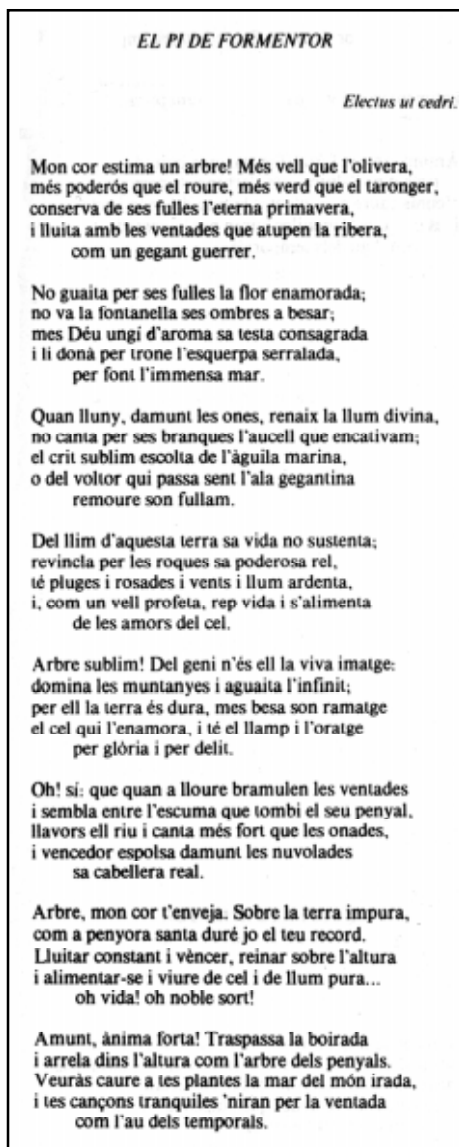 EL PI DE FORMENTOR
Electus ut cedri.
Mon cor estima un arbre! Més vell que l'olivera,
més poderós que el roure, més verd que el taronger,
conserva de ses fulles l'eterna primavera,
i lluita amb les ventades que atupen la ribera,
com un gegant guerrer.
No guaita per ses fulles la flor enamorada;
no va la fontanella ses ombres a besar;
mes Déu ungí d'aroma sa testa consagrada
i li donà per trone l'esquerpa serralada,
per font l'immensa mar.
Quan lluny, damunt les ones, renaix la llum divina,
no canta per ses branques l'aucell que encativam;
el crit sublim escolta de l'àguila marina,
o del voltor qui passa sent l'ala gegantina
remoure son fullam.
Del llim d'aquesta terra sa vida no sustenta;
revincla per les roques sa poderosa rel,
té pluges i rosades i vents i llum ardenta,
i, com un vell profeta, rep vida i s'alimenta
de les amors del cel.
Arbre sublim! Del geni n'és ell la viva imatge:
domina les muntanyes i aguaita l'infinit;
per ell la terra és dura, mes besa son ramatge
el cel qui l'enamora, i té el llamp i l'oratge
per glòria i per delit.
Oh! sí: que quan a lloure bramulen les ventades
i sembla entre l'escuma que tombi el seu penyal,
llavors ell riu i canta més fort que les onades,
i vencedor espolsa damunt les nuvolades
sa cabellera real.
Arbre, mon cor t'enveja. Sobre la terra impura,
com a penyora santa duré jo el teu record.
Lluitar constant i vèncer, reinar sobre l'altura
i alimentar-se i viure de cel i de llum pura...
oh vida! oh noble sort!
Amunt, ànima forta! Traspassa la boirada
i arrela dins l'altura com l'arbre dels penyals.
Veuràs caure a tes plantes la mar del món irada,
i tes cançons tranquiles 'niran per la ventada
com l'au dels temporals.